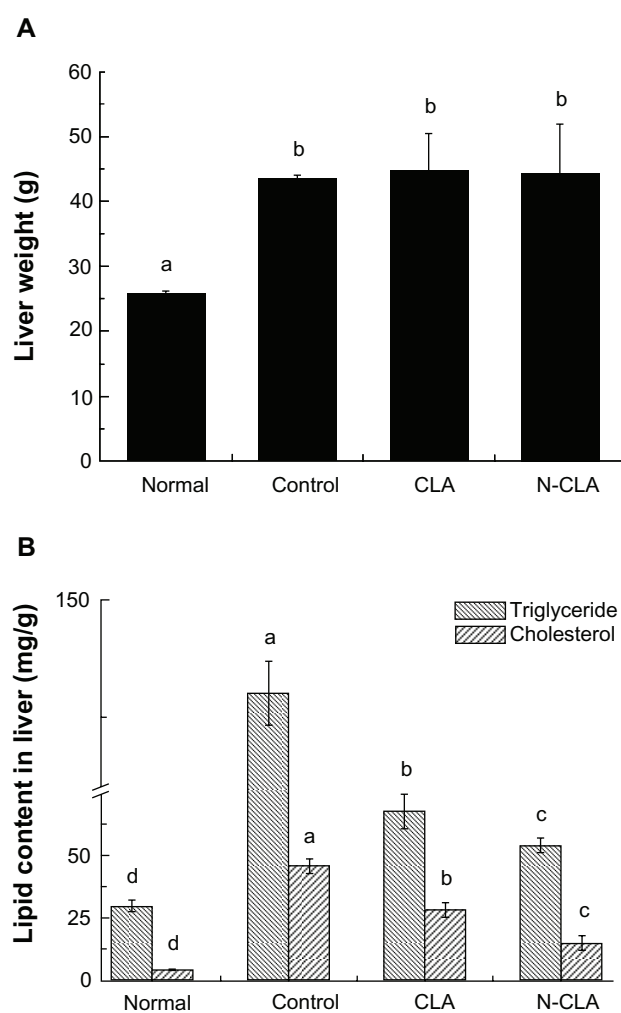 A
Liver weight (g)
60
50
40
30
20
10
0
a
b
b
b
Normal
Control
CLA
N-CLA
B
Lipid content in liver (mg/g)
150
50
25
0
Triglyceride
Cholesterol
d
d
a
a
b
b
c
c
Normal
Control
CLA
N-CLA